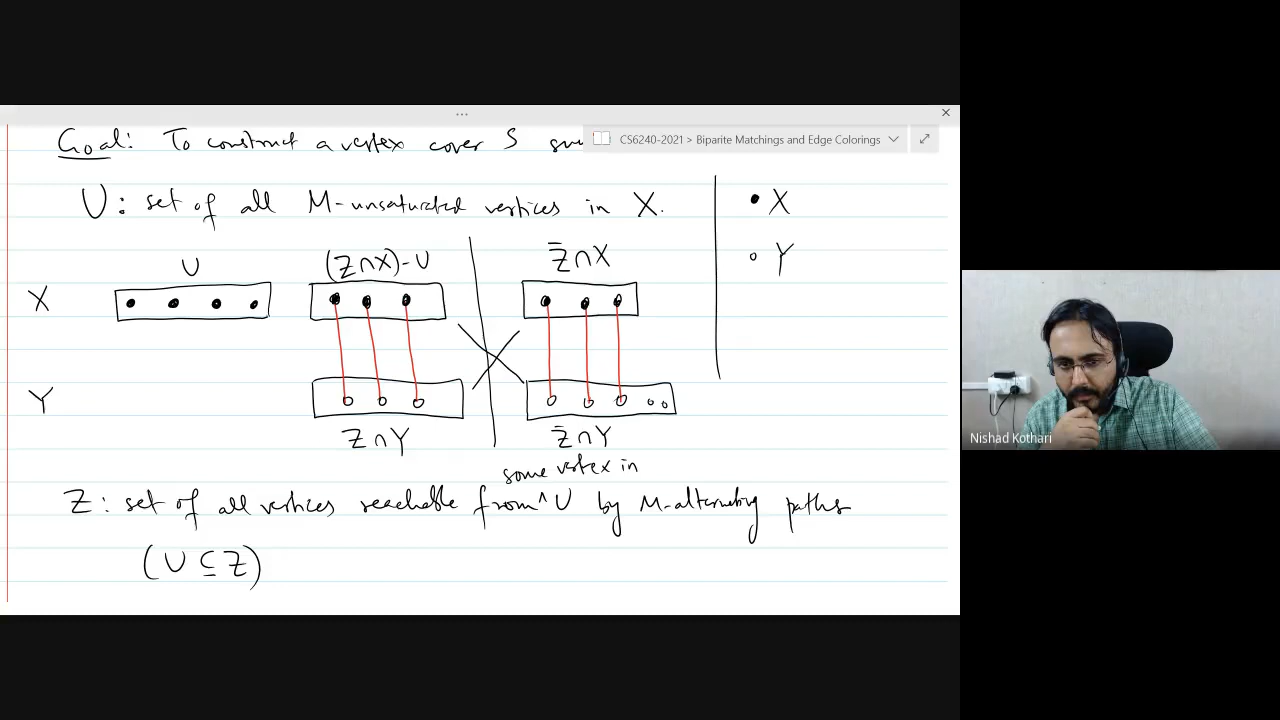 Goal: To construct a vertex cover S
CS6240-2021 > Biparite Matchings and Edge Colorings
U: set of all M-unsaturated vertices in X.
• X
◦ Y
U (Z∩X)-U Z̄∩X
X
Y
Z∩Y Z̄∩Y
some vertex in
Z: set of all vertices reachable from ^ U by M-alternating paths
(U ⊆ Z)
Nishad Kothari